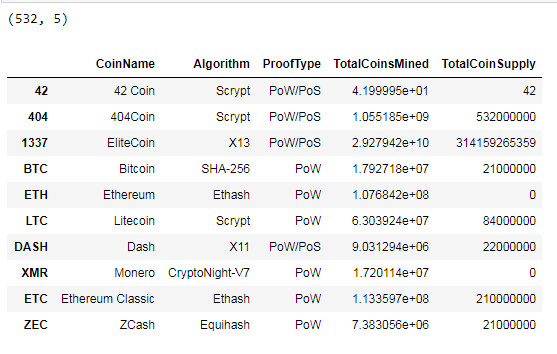 (532, 5)
CoinName Algorithm ProofType TotalCoinsMined TotalCoinSupply
42 42 Coin Scrypt PoW/PoS 4.199995e+01 42
404 404Coin Scrypt PoW/PoS 1.055185e+09 532000000
1337 EliteCoin X13 PoW/PoS 2.927942e+10 314159265359
BTC Bitcoin SHA-256 PoW 1.792718e+07 21000000
ETH Ethereum Ethash PoW 1.076842e+08 0
LTC Litecoin Scrypt PoW 6.303924e+07 84000000
DASH Dash X11 PoW/PoS 9.031294e+06 22000000
XMR Monero CryptoNight-V7 PoW 1.720114e+07 0
ETC Ethereum Classic Ethash PoW 1.133597e+08 210000000
ZEC ZCash Equihash PoW 7.383056e+06 21000000